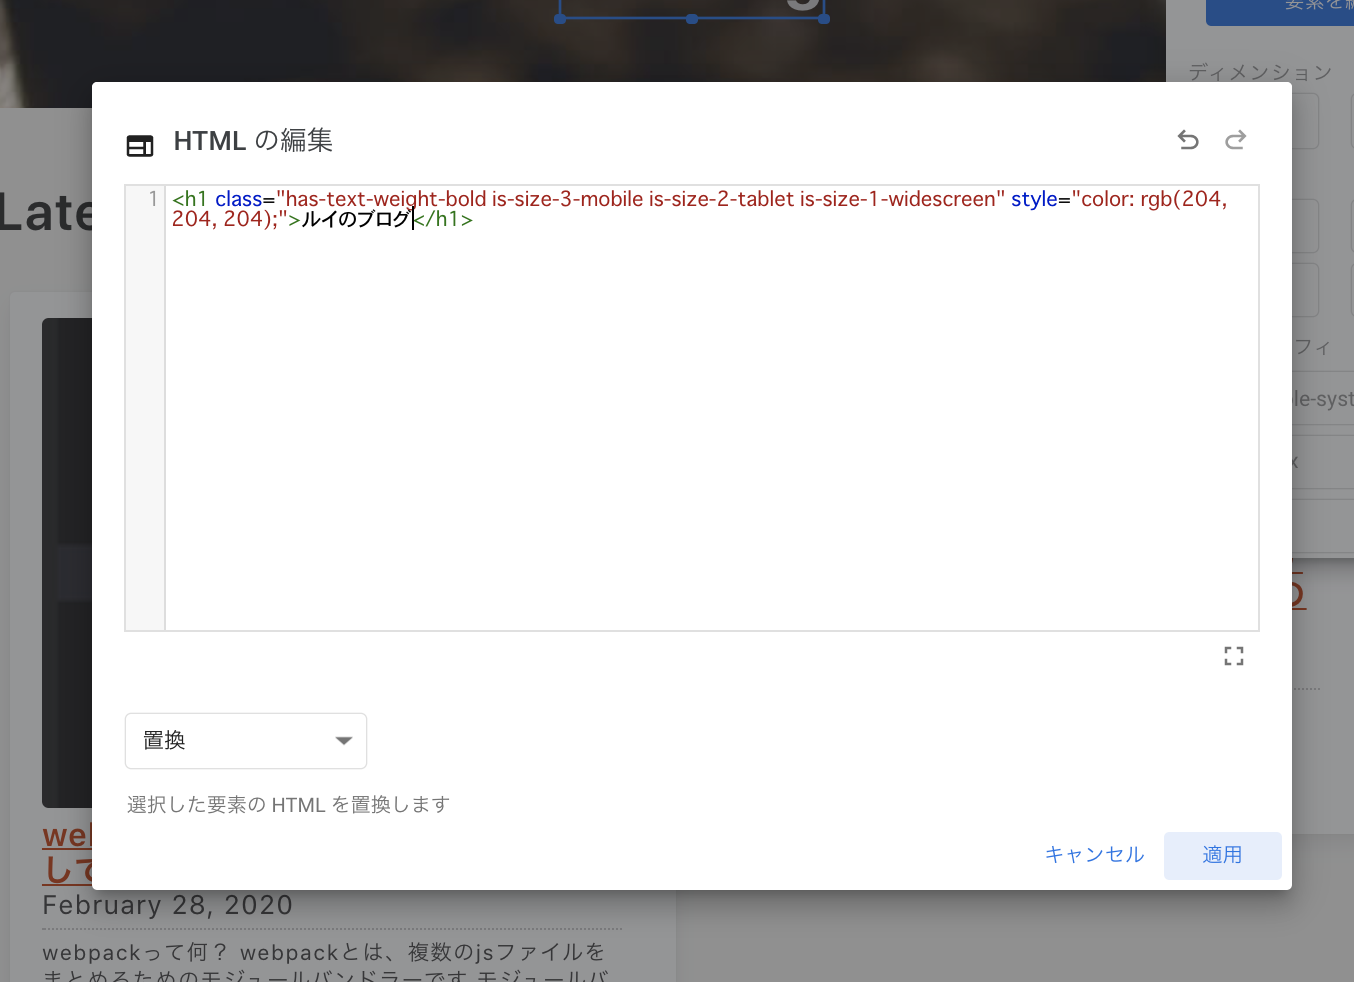 要素を編
ディメンション
HTML の編集
Late
1 <h1 class="has-text-weight-bold is-size-3-mobile is-size-2-tablet is-size-1-widescreen" style="color: rgb(204,
204, 204);">ルイのブログ</h1>
フィ
le-syst
x
置換
選択した要素の HTML を置換します
キャンセル
適用
して
February 28, 2020
webpackって何？ webpackとは、複数のjsファイルを
まとめるためのモジュールバンドラーです モジュールバ